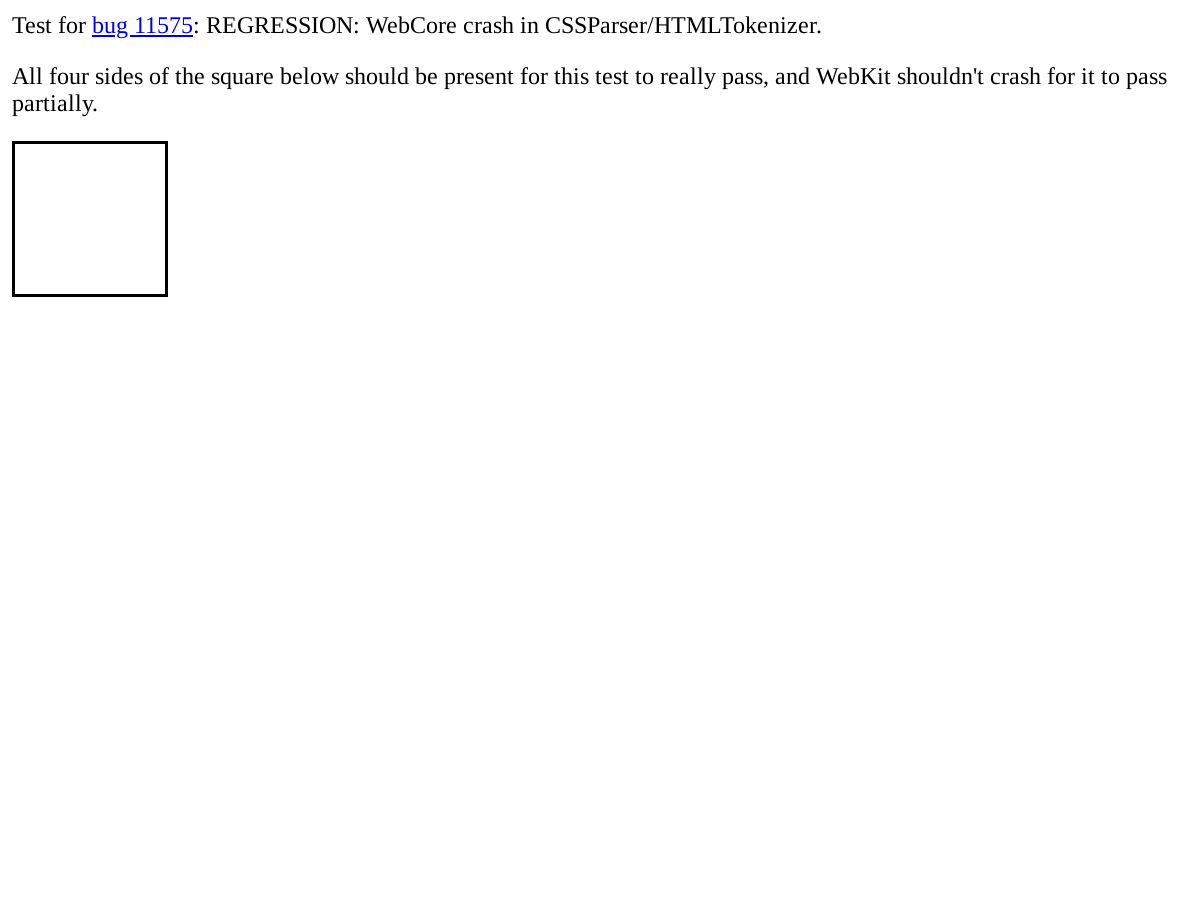 Test for bug 11575: REGRESSION: WebCore crash in CSSParser/HTMLTokenizer.
All four sides of the square below should be present for this test to really pass, and WebKit shouldn't crash for it to pass
partially.